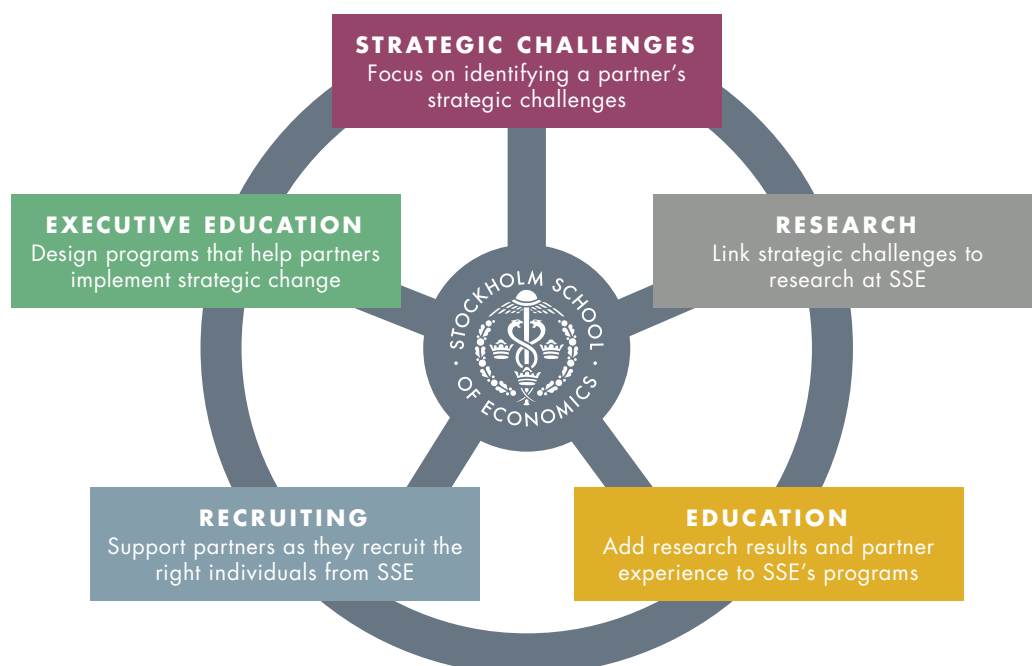 STRATEGIC CHALLENGES
Focus on identifying a partner's
strategic challenges
EXECUTIVE EDUCATION
Design programs that help partners
implement strategic change
RESEARCH
Link strategic challenges to
research at SSE
· STOCKHOLM SCHOOL ·
OF ECONOMICS
RECRUITING
Support partners as they recruit the
right individuals from SSE
EDUCATION
Add research results and partner
experience to SSE's programs